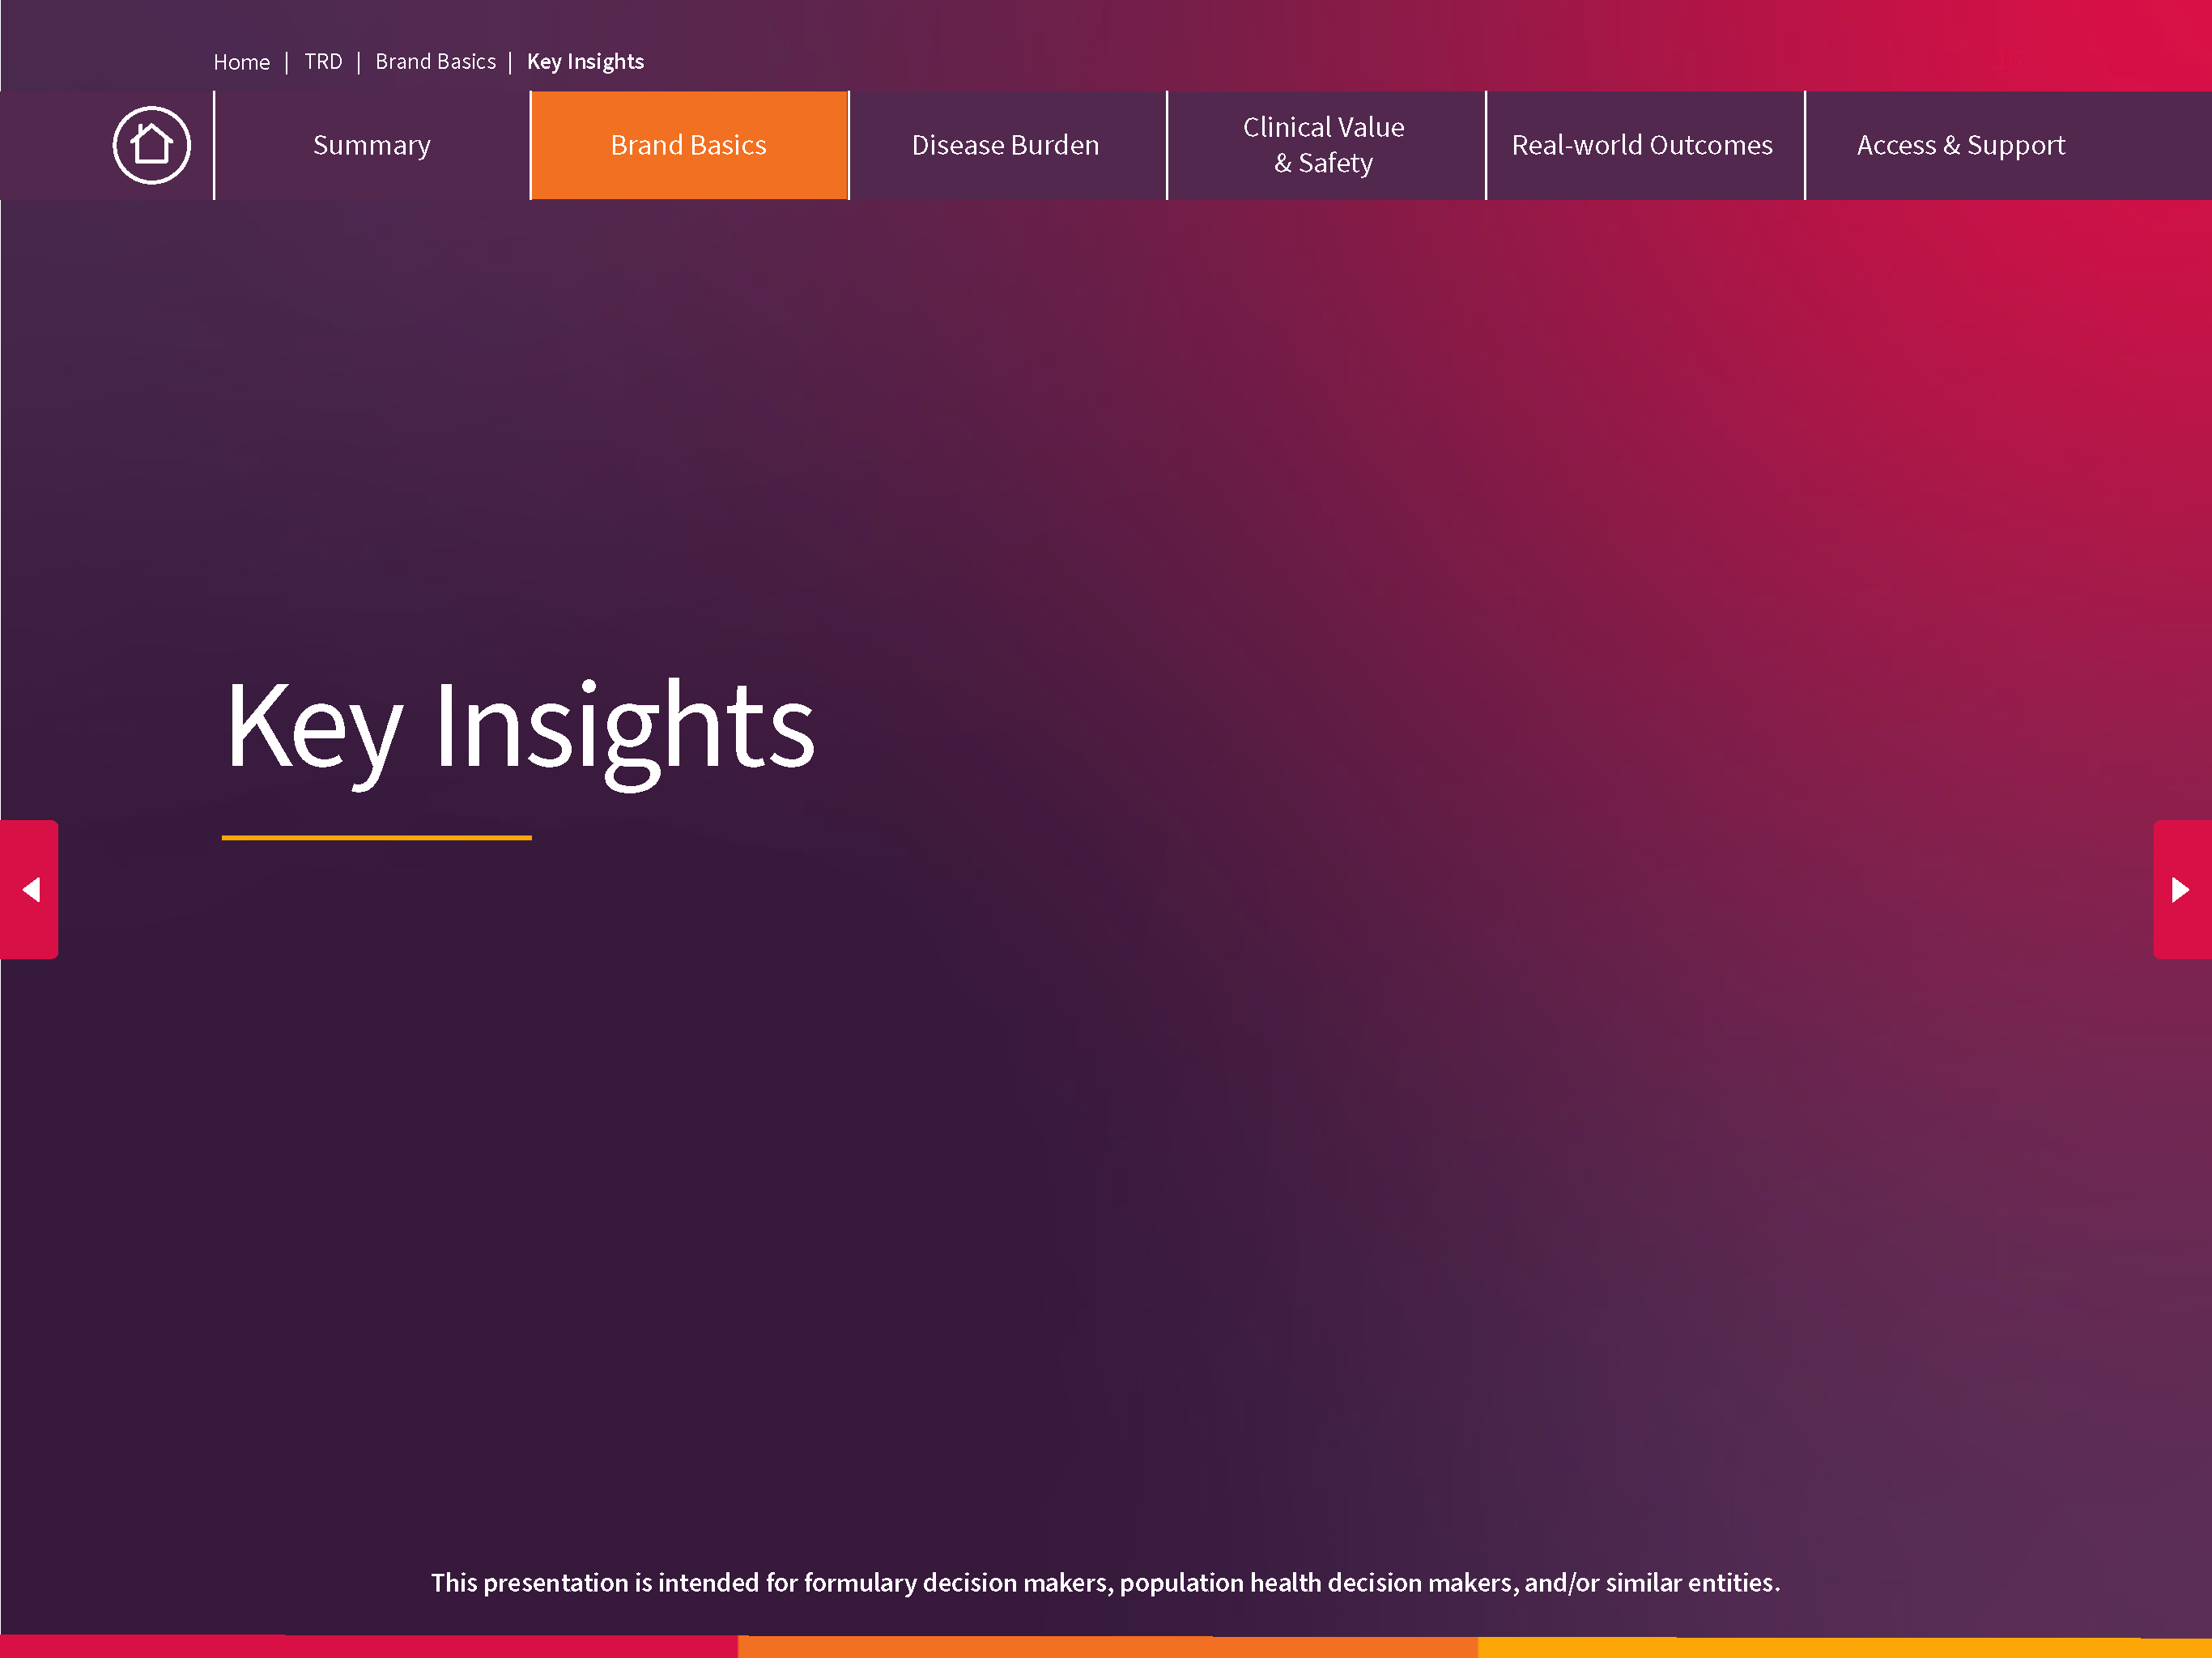 Home | TRD | Brand Basics | Key Insights
Summary
Brand Basics
Disease Burden
Clinical Value
& Safety
Real-world Outcomes
Access & Support
Key Insights
This presentation is intended for formulary decision makers, population health decision makers, and/or similar entities.